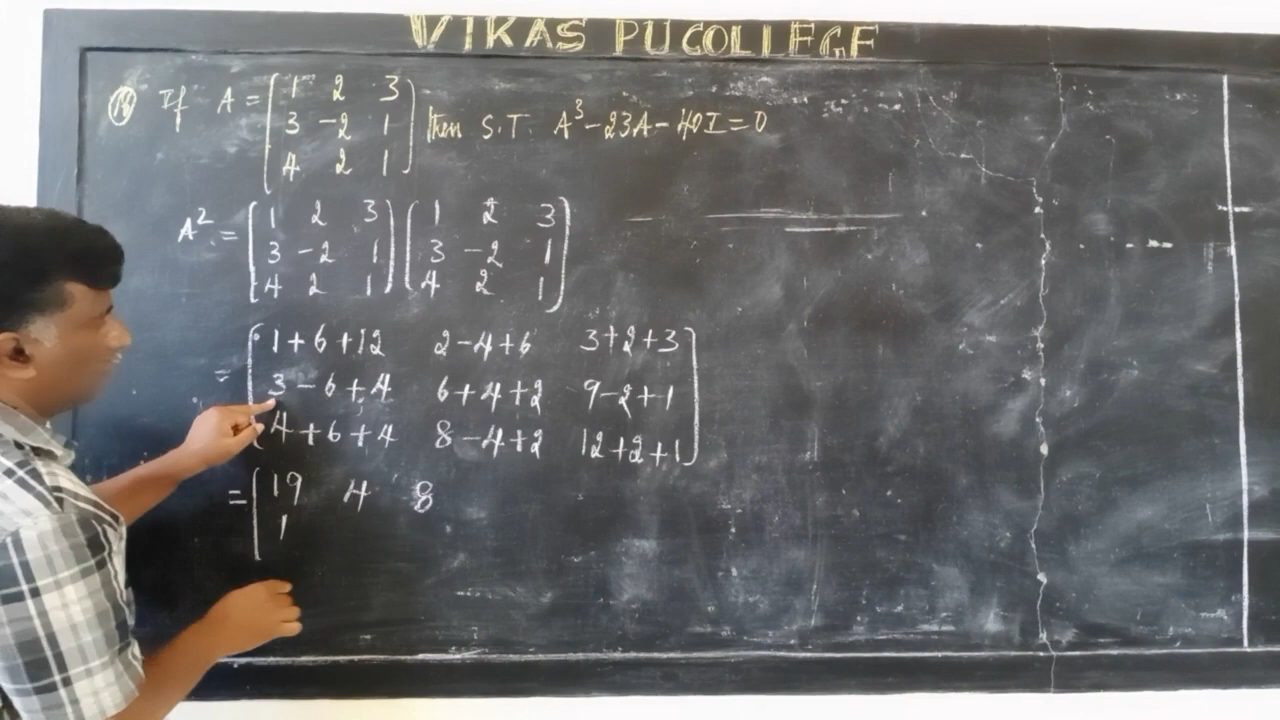 VIKAS PU COLLEGE
If A = [1 2 3
3 -2 1
4 2 1] then S.T. A³-23A-40I=0
A² = [1 2 3] [1 2 3]
[3 -2 1] [3 -2 1]
[4 2 1] [4 2 1]
= [1+6+12 2-4+6 3+2+3
3-6+4 6+4+2 9-2+1
4+6+4 8-4+2 12+2+1]
= [19 4 8
1